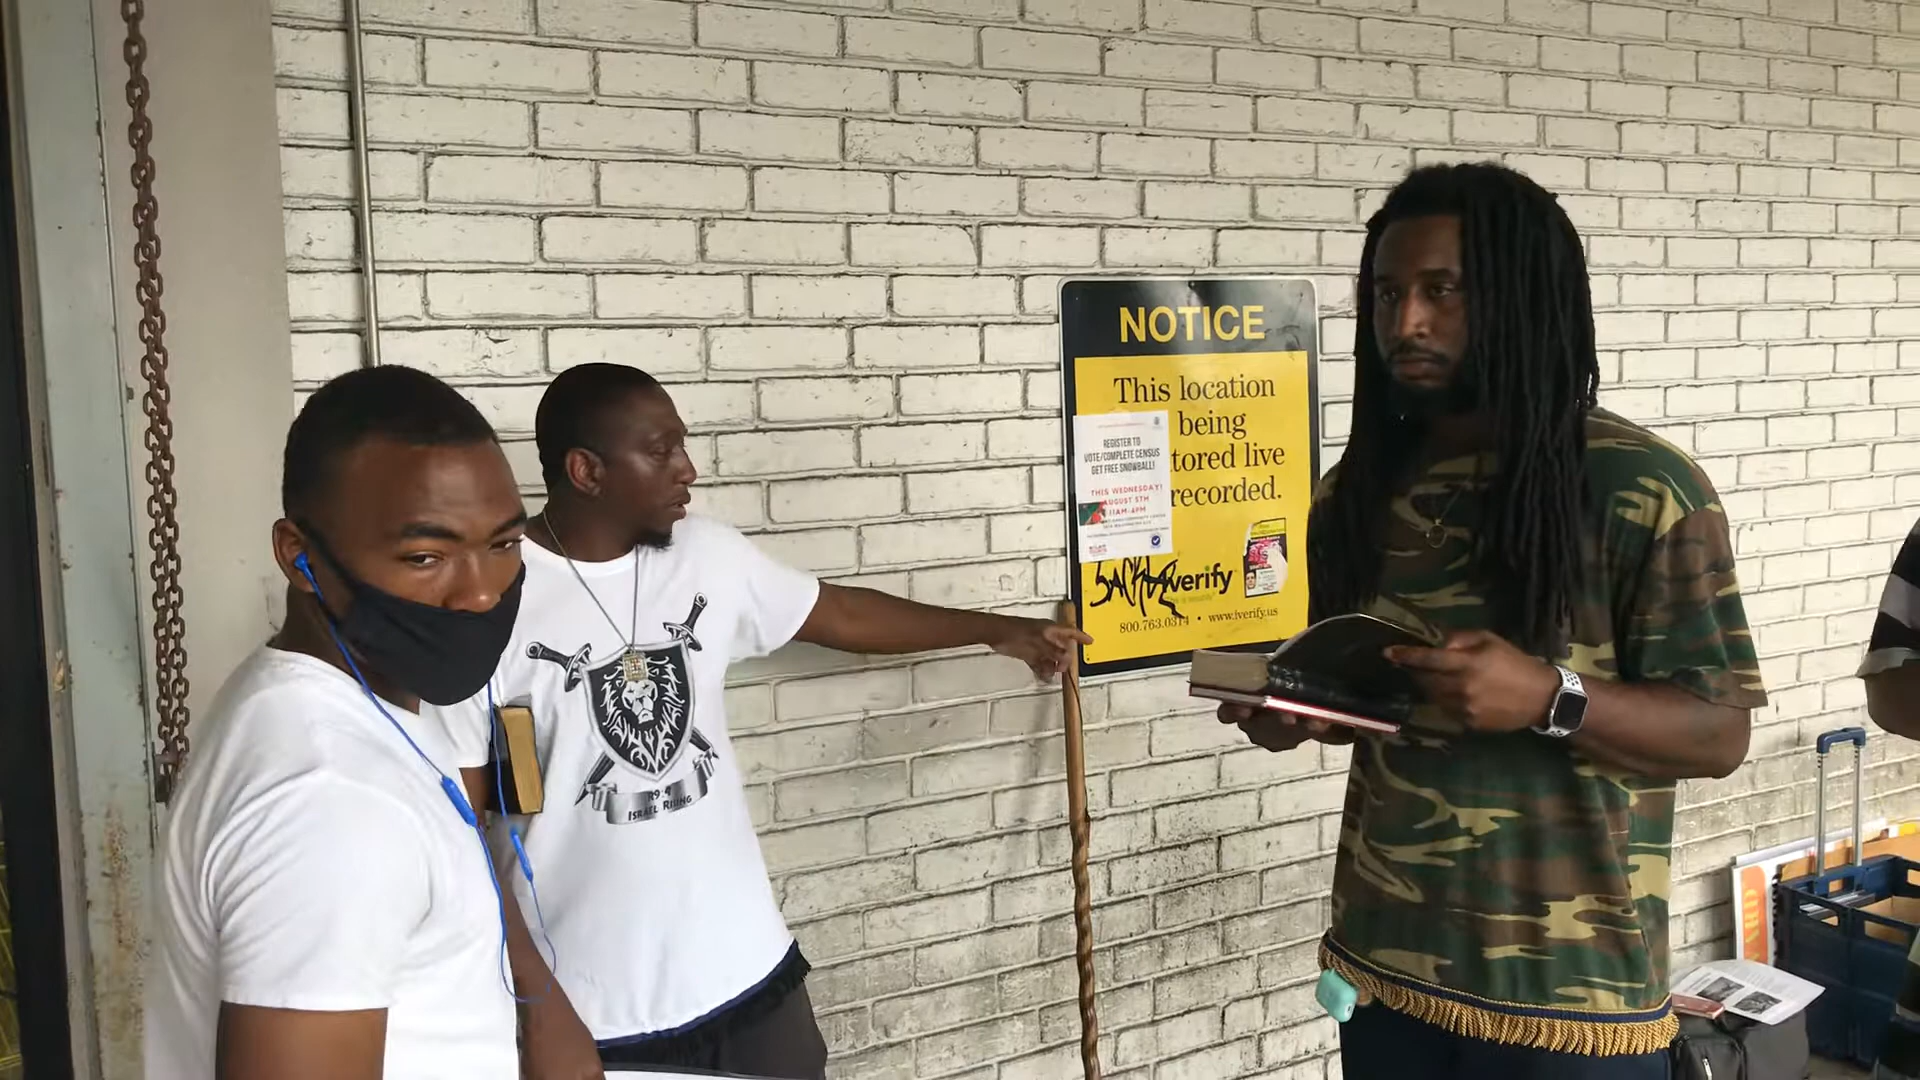 NOTICE
This location
being
tored live
recorded.
REGISTER TO
VOTE/COMPLETE CENSUS
GET FREE SNOWBALL!
THIS WEDNESDAY!
AUGUST 5TH
11AM-4PM
iverify
800.763.0314 • www.iverify.us
ISRAEL RISING